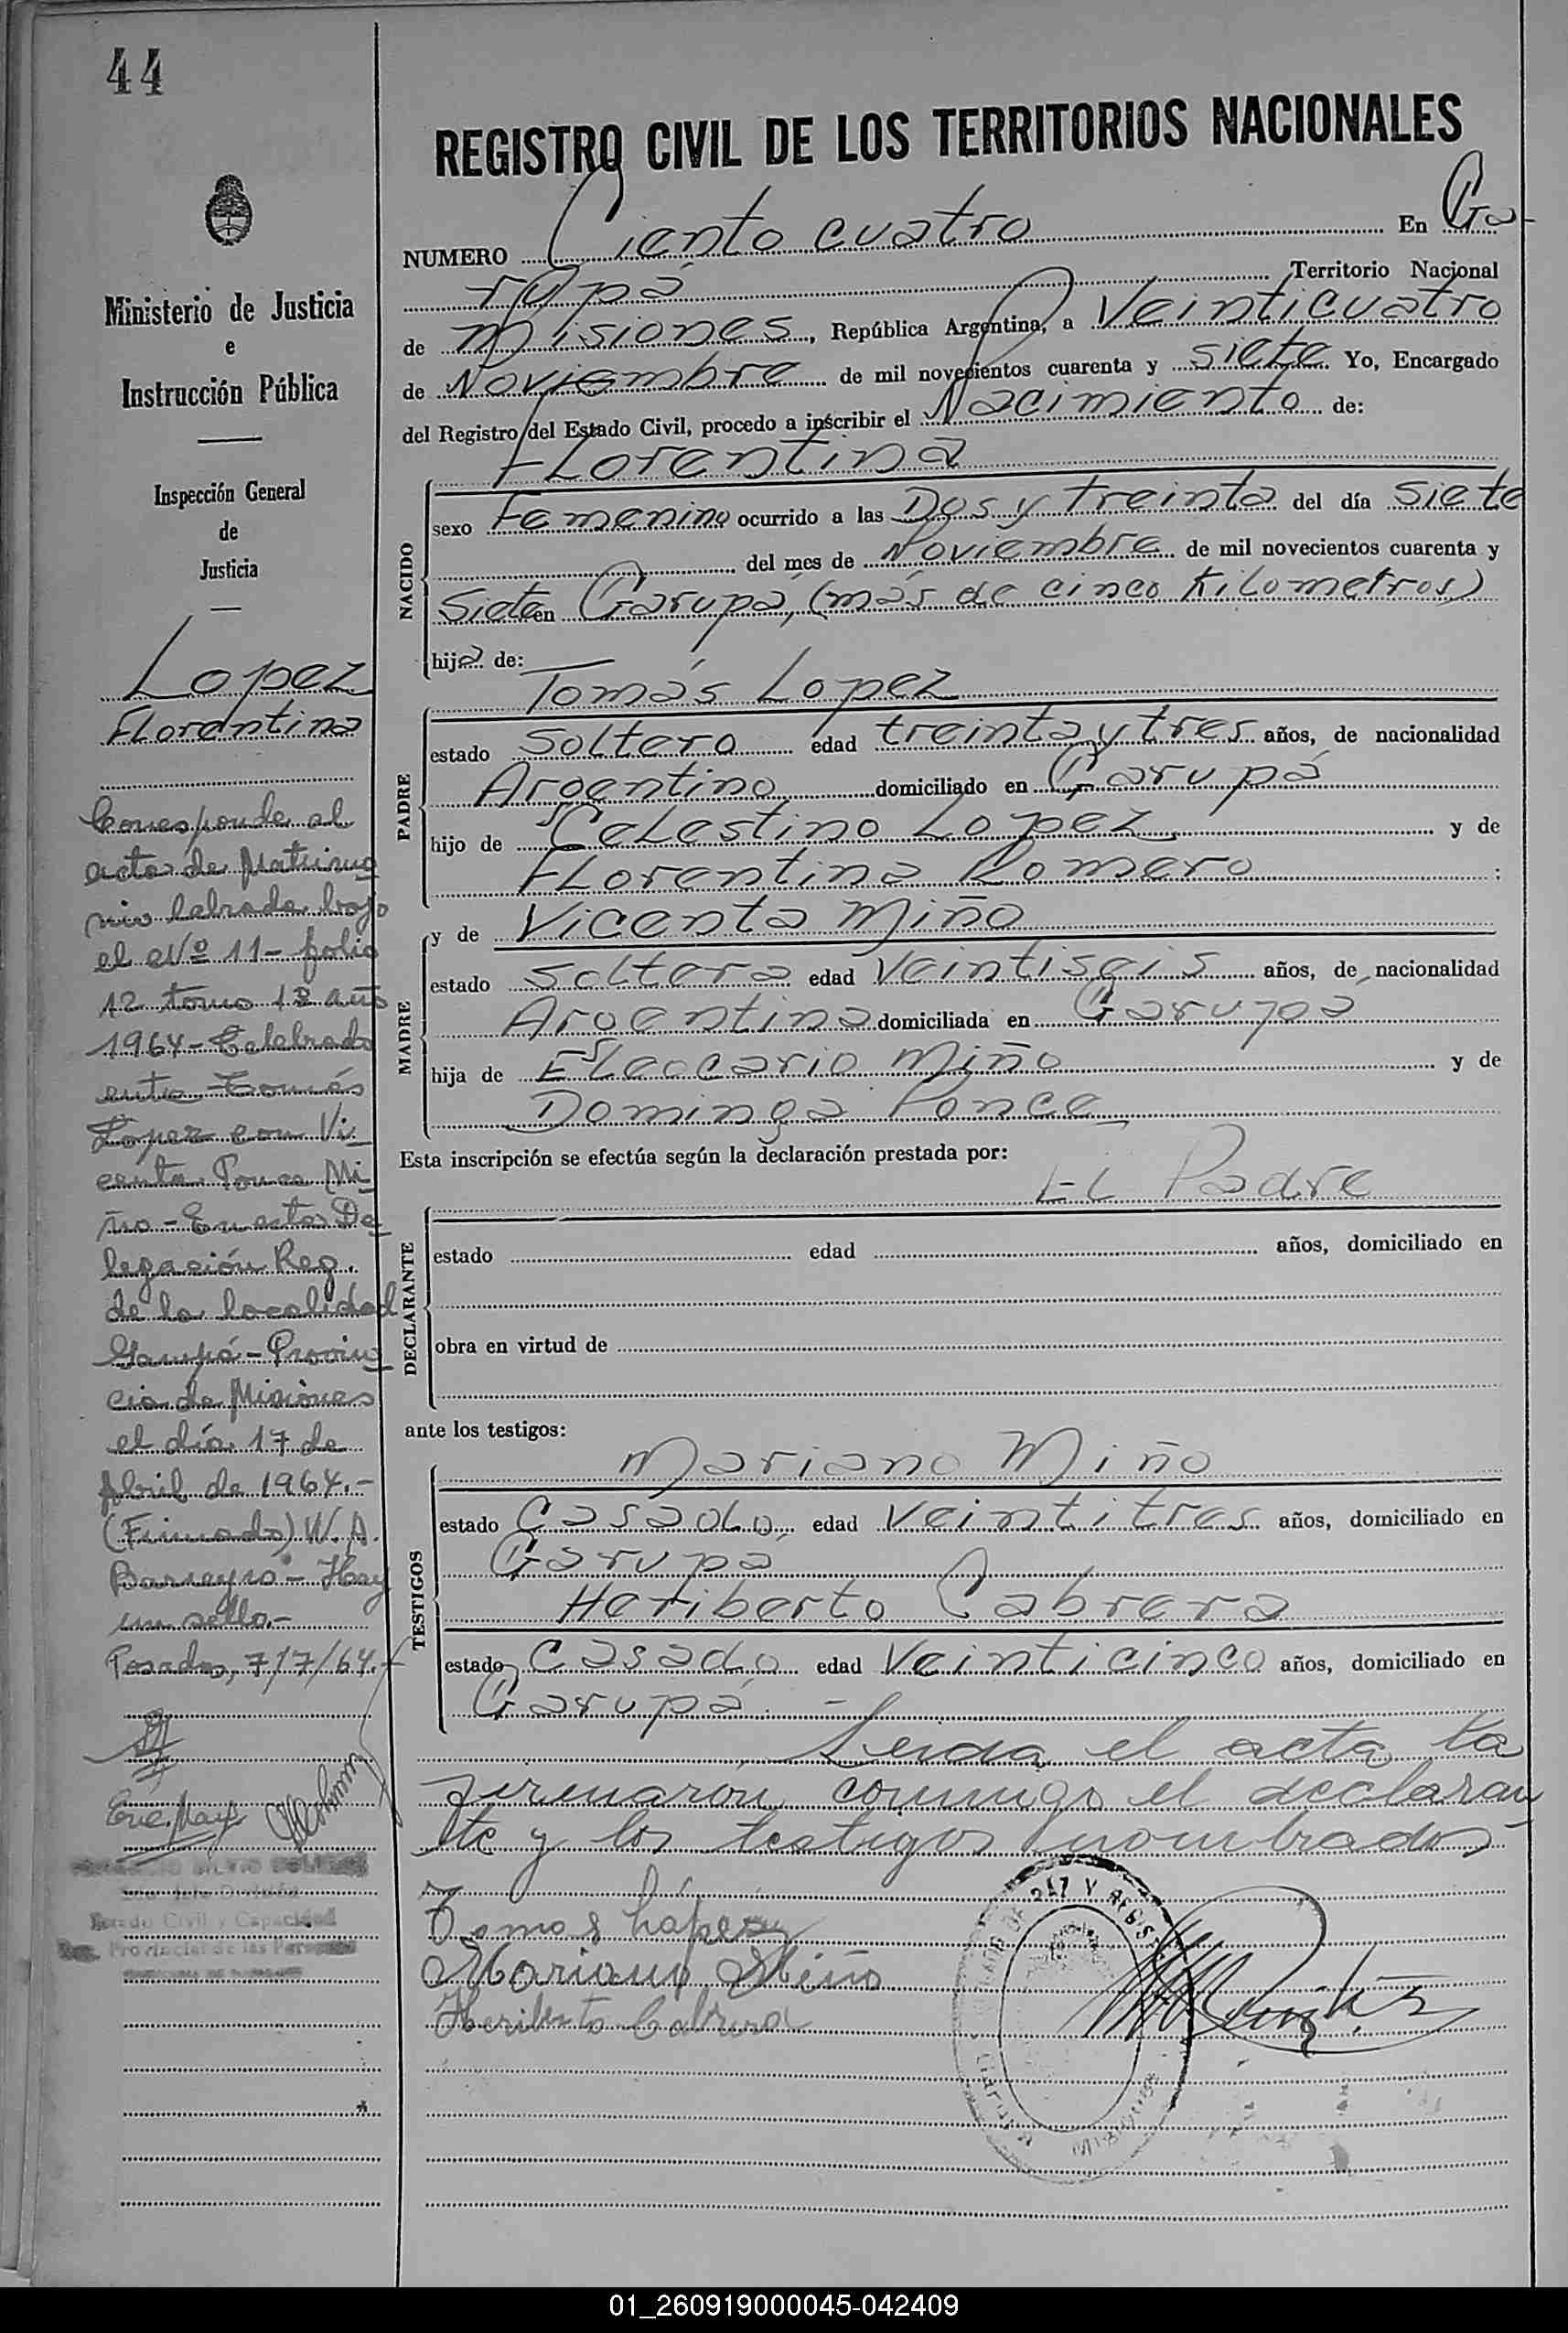 44
REGISTRO CIVIL DE LOS TERRITORIOS NACIONALES
NUMERO Ciento cuatro En Ga-
rupá Territorio Nacional
de Misiones, República Argentina, a Veinticuatro
de Noviembre de mil novecientos cuarenta y siete Yo, Encargado
del Registro del Estado Civil, procedo a inscribir el Nacimiento de:
Florentina
NACIDO
sexo Femenino ocurrido a las Dos y treinta del día siete
del mes de Noviembre de mil novecientos cuarenta y
Siete en Garupá, (más de cinco Kilometros)
hija de:
Tomás Lopez
PADRE
estado Soltero edad treinta y tres años, de nacionalidad
Argentino domiciliado en Garupá
hijo de Celestino Lopez y de
Florentina Romero :
y de Vicenta Miño
MADRE
estado Soltera edad Veintiseis años, de nacionalidad
Argentina domiciliada en Garupá
hija de Miño y de
Dominga Ponce
Esta inscripción se efectúa según la declaración prestada por:
El Padre
DECLARANTE
estado edad años, domiciliado en
obra en virtud de
ante los testigos:
Mariano Miño
TESTIGOS
estado Casado edad Veintitres años, domiciliado en
Garupá
Heriberto Cabrera
estado Casado edad Veinticinco años, domiciliado en
Garupá. -
Leida el acta la
firmaron conmigo el declaran
te y los testigos nombrados
Tomas López
Mariano Miño
Heriberto Cabrera
Ministerio de Justicia
e
Instrucción Pública
Inspección General
de
Justicia
Lopez
Florentina
Corresponde al
acta de Matrimo
nio labrada bajo
el Nº 11- folio
12 tomo 1º año
1964- Celebrado
entre Tomás
Lopez con Vi
centa Ponce Mi
ño - En esta De
legación Reg.
de la localidad
Garupá - Provin
cia de Misiones
el día 17 de
Abril de 1964.-
(Firmado) W. A.
Barreyro - Hay
un sello.-
Posadas, 7/7/64.-
Estado Civil y Capacidad
Reg. Provincial de las Personas
01_260919000045-042409